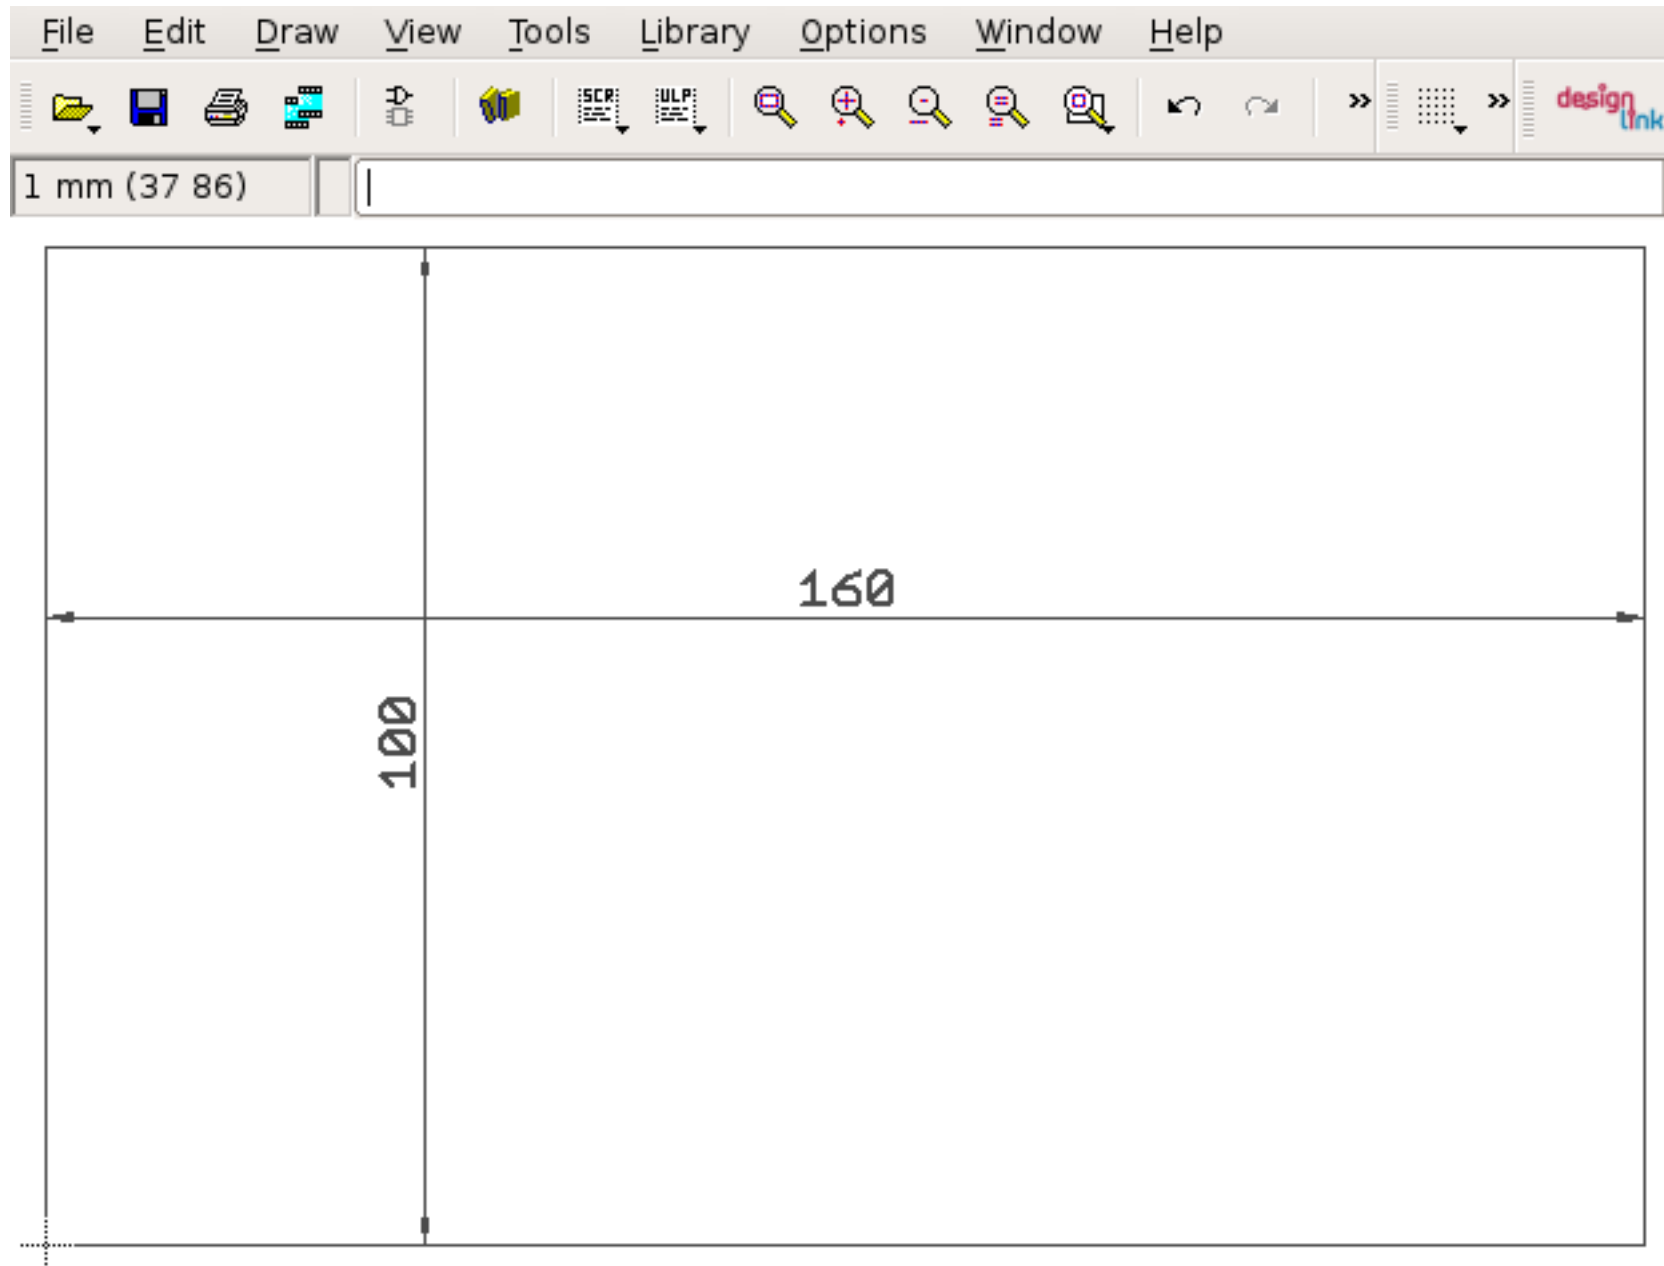 File Edit Draw View Tools Library Options Window Help
SCR ULP » » design link
1 mm (37 86)
160
100